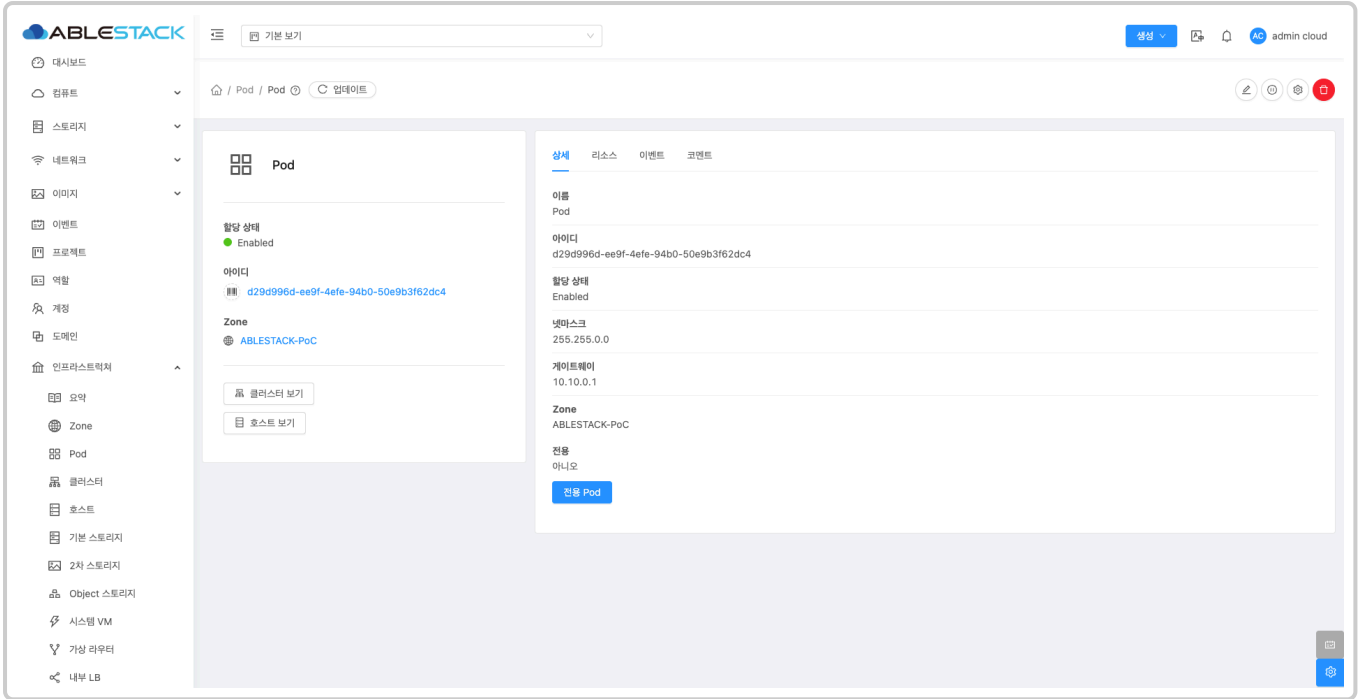 ABLESTACK
기본 보기
생성
AC admin cloud
대시보드
컴퓨트
스토리지
네트워크
이미지
이벤트
프로젝트
역할
계정
도메인
인프라스트럭쳐
요약
Zone
Pod
클러스터
호스트
기본 스토리지
2차 스토리지
Object 스토리지
시스템 VM
가상 라우터
내부 LB
/ Pod / Pod 업데이트
Pod
할당 상태
Enabled
아이디
d29d996d-ee9f-4efe-94b0-50e9b3f62dc4
Zone
ABLESTACK-PoC
클러스터 보기
호스트 보기
상세 리소스 이벤트 코멘트
이름
Pod
아이디
d29d996d-ee9f-4efe-94b0-50e9b3f62dc4
할당 상태
Enabled
넷마스크
255.255.0.0
게이트웨이
10.10.0.1
Zone
ABLESTACK-PoC
전용
아니오
전용 Pod